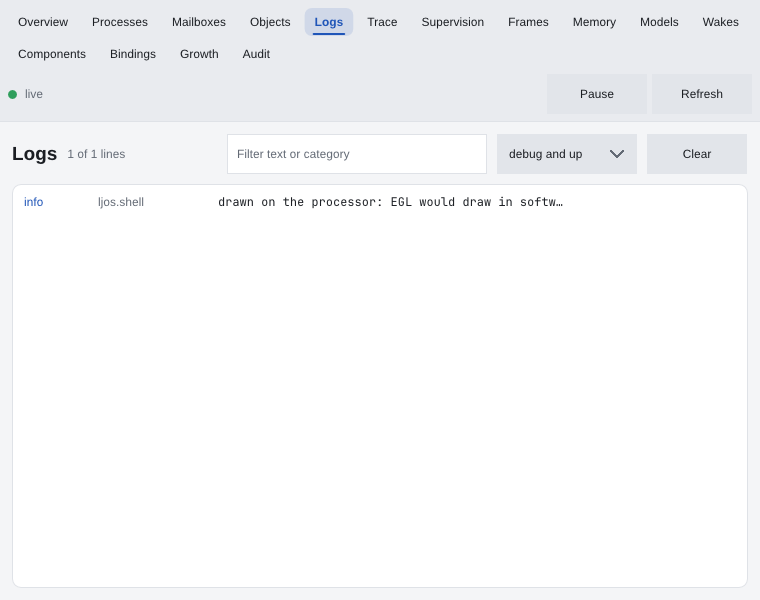 Overview Processes Mailboxes Objects Logs Trace Supervision Frames Memory Models Wakes
Components Bindings Growth Audit
live Pause Refresh
Logs 1 of 1 lines Filter text or category debug and up Clear
info ljos.shell drawn on the processor: EGL would draw in softw…